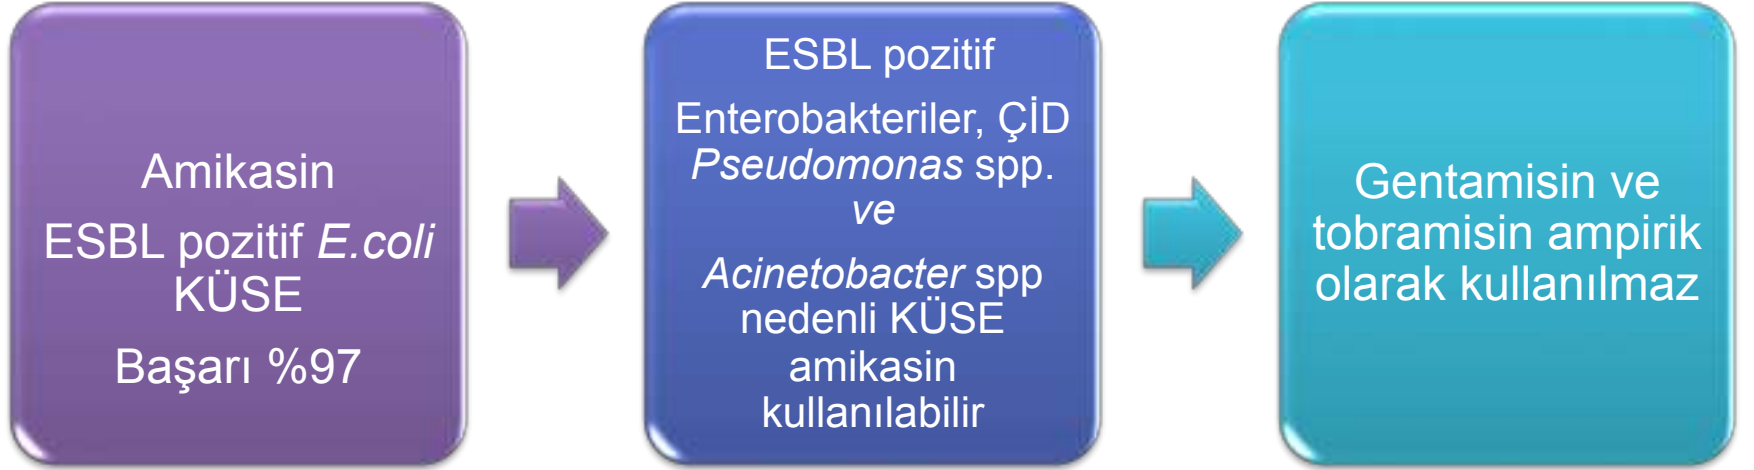 Amikasin
ESBL pozitif E.coli
KÜSE
Başarı %97
ESBL pozitif
Enterobakteriler, ÇİD
Pseudomonas spp.
ve
Acinetobacter spp
nedenli KÜSE
amikasin
kullanılabilir
Gentamisin ve
tobramisin ampirik
olarak kullanılmaz